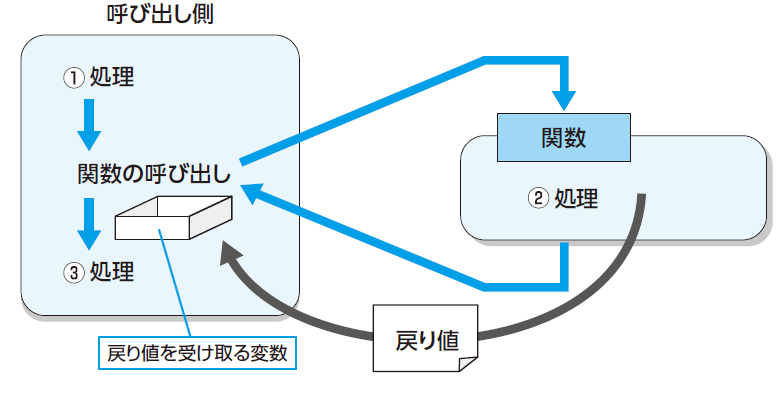 呼び出し側
①処理
関数の呼び出し
③処理
戻り値を受け取る変数
関数
②処理
戻り値